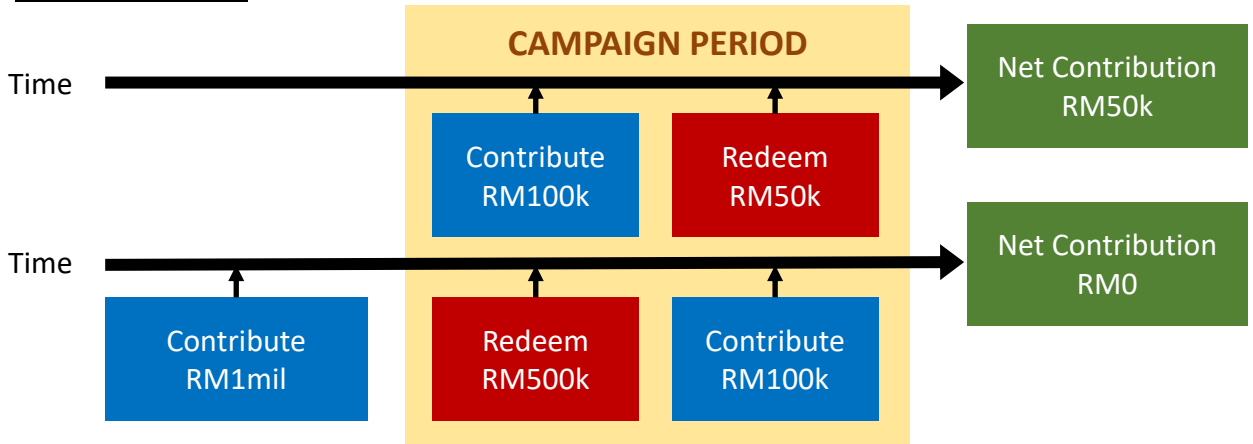 CAMPAIGN PERIOD
Time
Net Contribution
RM50k
Contribute
RM100k
Redeem
RM50k
Time
Net Contribution
RM0
Contribute
RM1mil
Redeem
RM500k
Contribute
RM100k